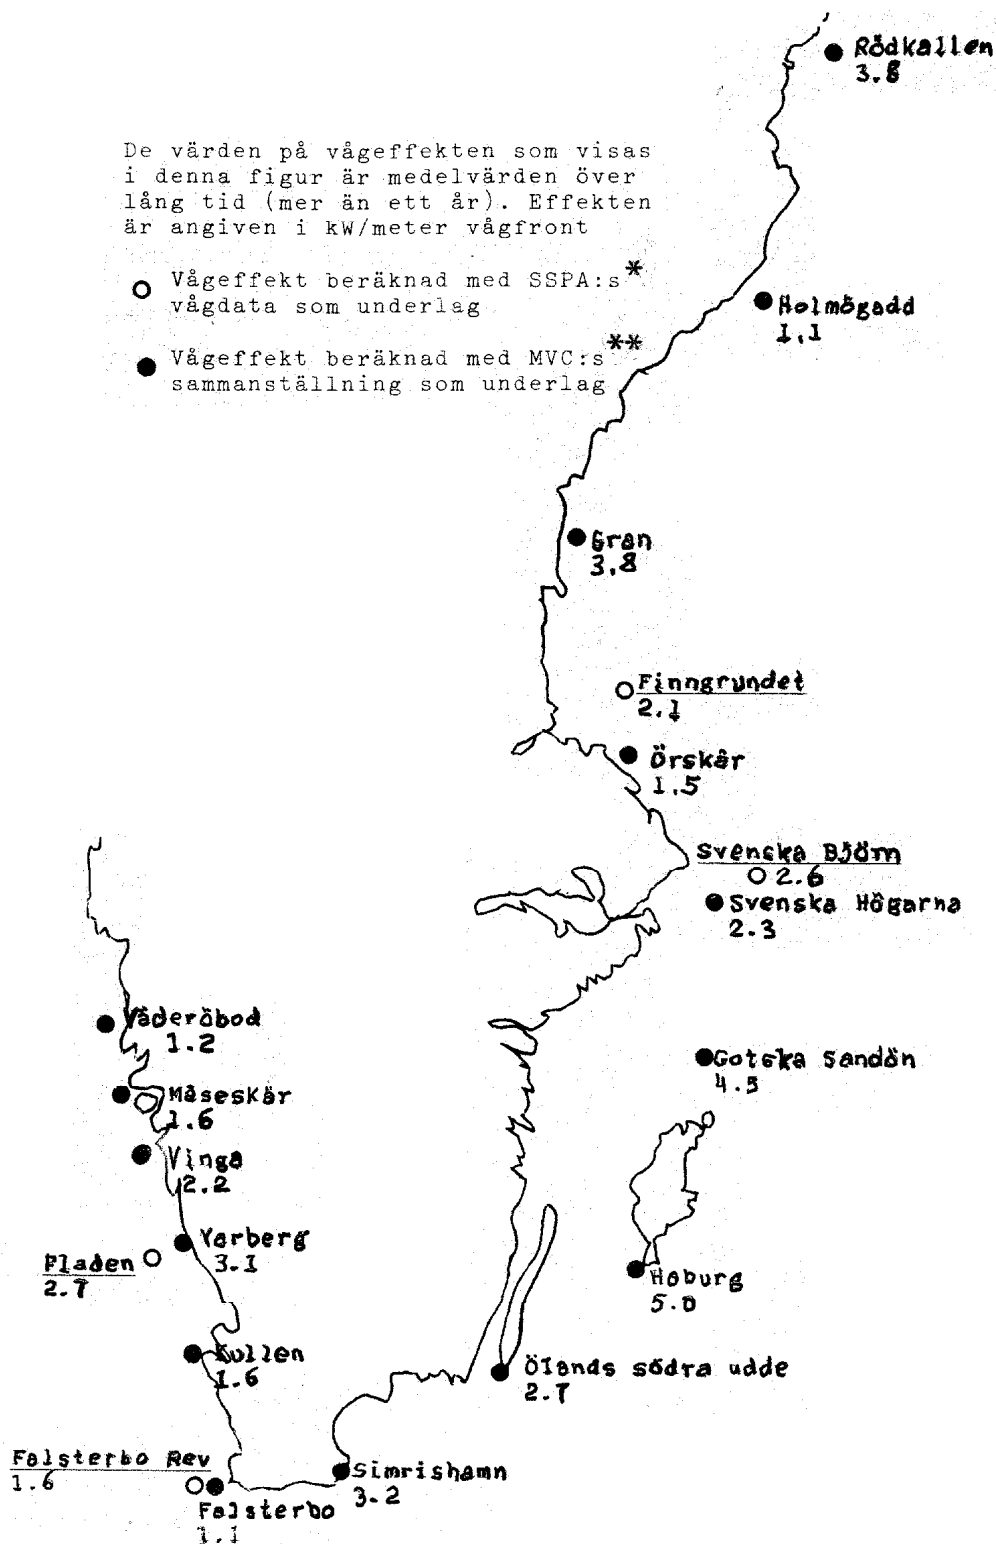 Rödkallen
3.8
De värden på vågeffekten som visas
i denna figur är medelvärden över
lång tid (mer än ett år). Effekten
är angiven i kW/meter vågfront
Vågeffekt beräknad med SSPA:s*
vågdata som underlag
Vågeffekt beräknad med MVC:s**
sammanställning som underlag
Holmögadd
1.1
Gran
3.8
Finngrundet
2.1
Örskär
1.5
Svenska Björn
2.6
Svenska Högarna
2.3
Väderöbod
1.2
Gotska Sandön
4.5
Måseskär
1.6
Vinga
2.2
Varberg
3.1
Fladen
2.7
Hoburg
5.0
Kullen
1.6
Ölands södra udde
2.7
Falsterbo Rev
1.6
Simrishamn
3.2
Falsterbo
1.1